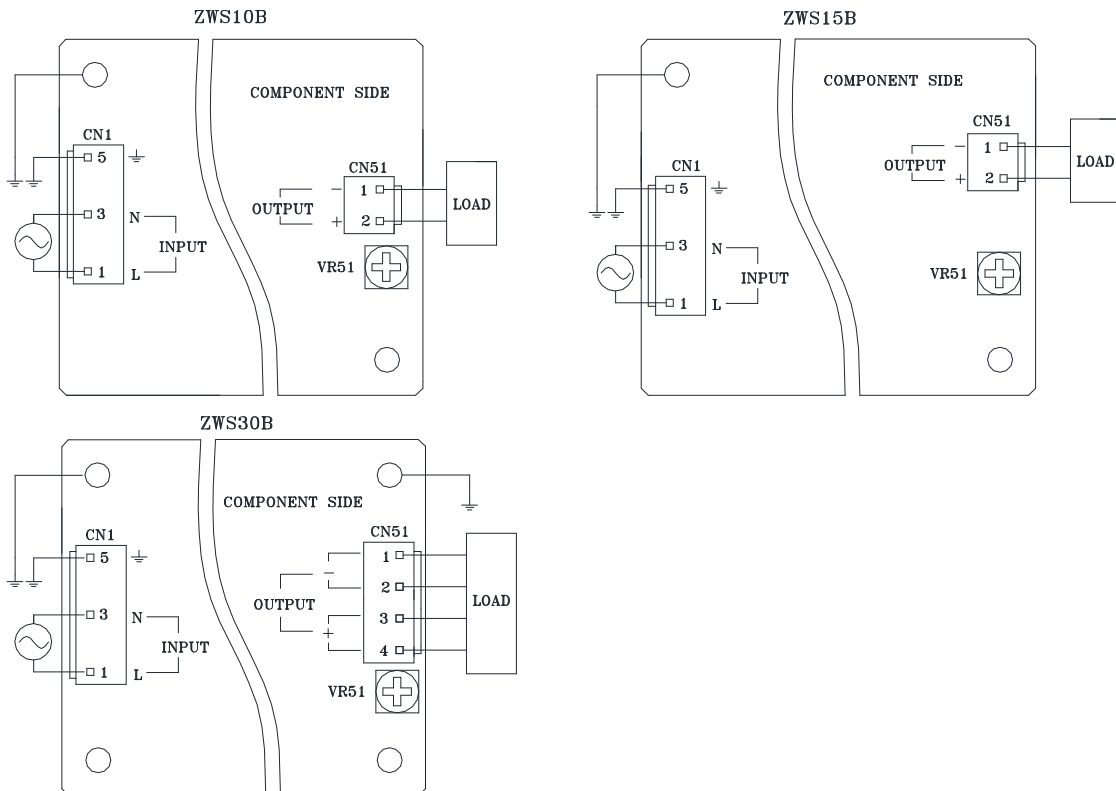 ZWS10B
COMPONENT SIDE
CN1
5
3
N
INPUT
1
L
CN51
1
−
OUTPUT
+
2
LOAD
VR51
ZWS15B
COMPONENT SIDE
CN1
5
3
N
INPUT
1
L
CN51
−
1
OUTPUT
+
2
LOAD
VR51
ZWS30B
COMPONENT SIDE
CN1
5
3
N
INPUT
1
L
CN51
1
−
2
OUTPUT
3
+
4
LOAD
VR51